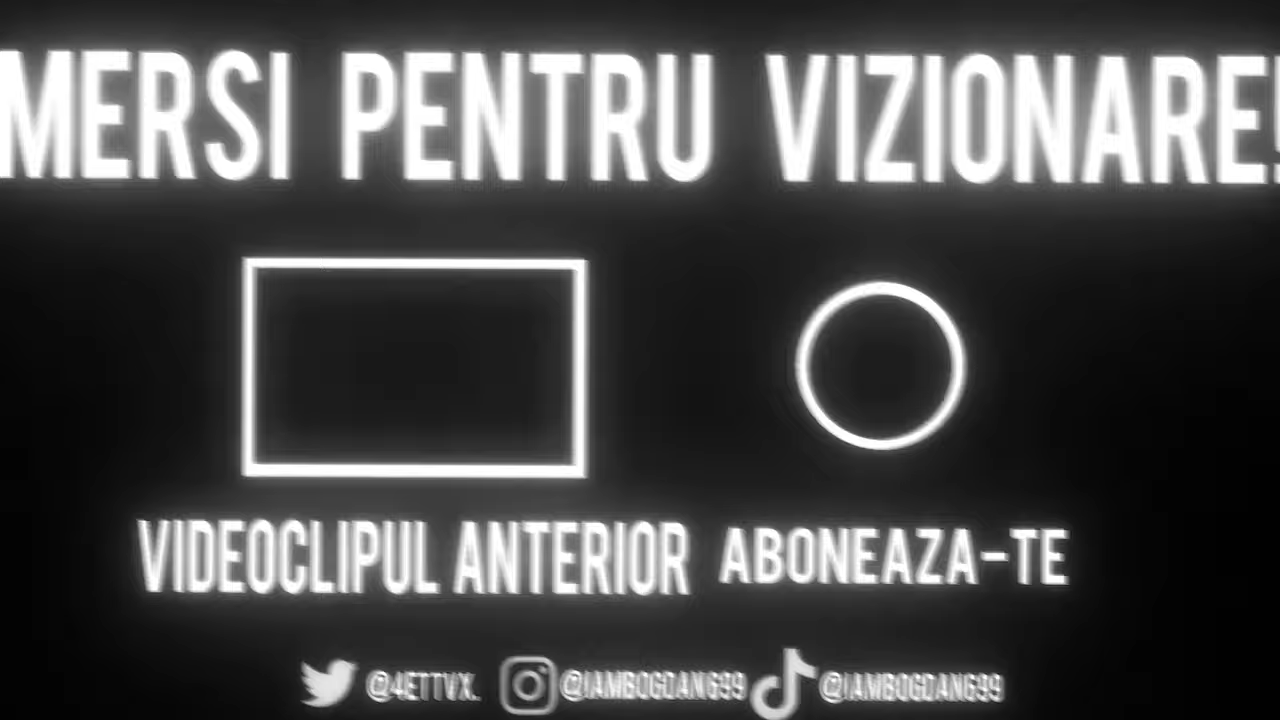 MERSI PENTRU VIZIONARE!
VIDEOCLIPUL ANTERIOR ABONEAZA-TE
@4ETTVX. @IAMBOGDAN699 @IAMBOGDAN699